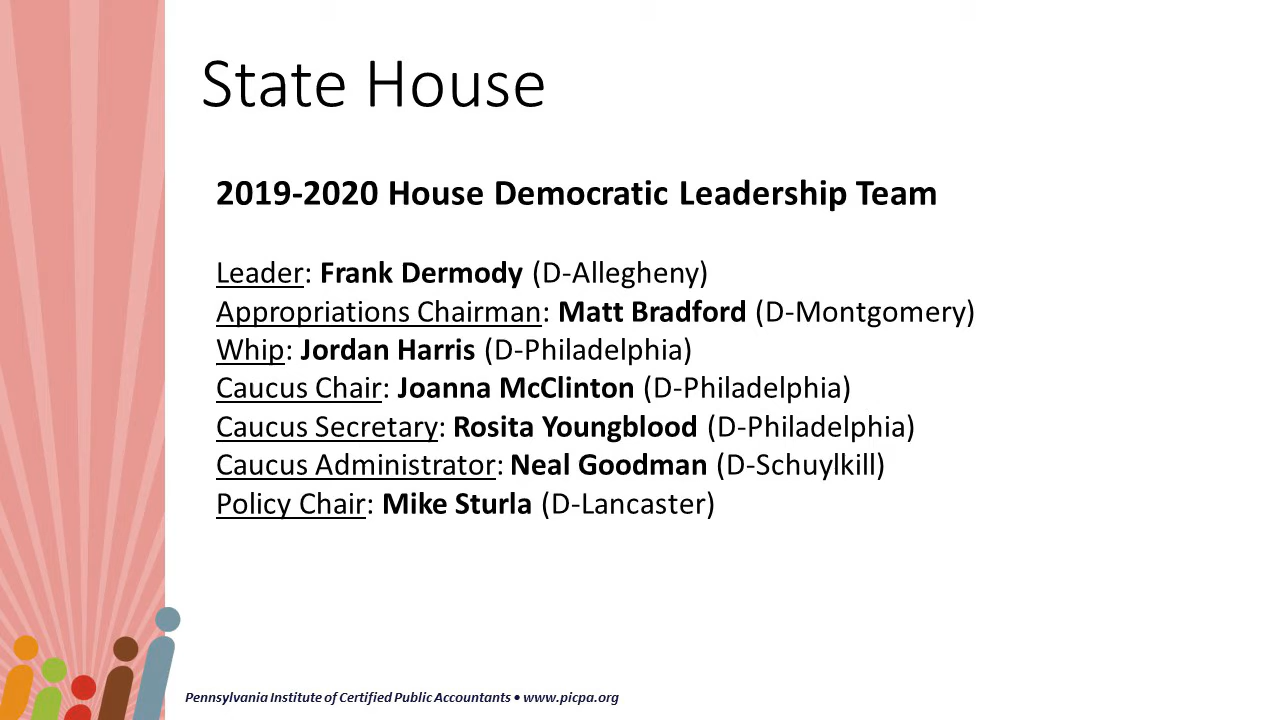 State House
2019-2020 House Democratic Leadership Team
Leader: Frank Dermody (D-Allegheny)
Appropriations Chairman: Matt Bradford (D-Montgomery)
Whip: Jordan Harris (D-Philadelphia)
Caucus Chair: Joanna McClinton (D-Philadelphia)
Caucus Secretary: Rosita Youngblood (D-Philadelphia)
Caucus Administrator: Neal Goodman (D-Schuylkill)
Policy Chair: Mike Sturla (D-Lancaster)
Pennsylvania Institute of Certified Public Accountants • www.picpa.org